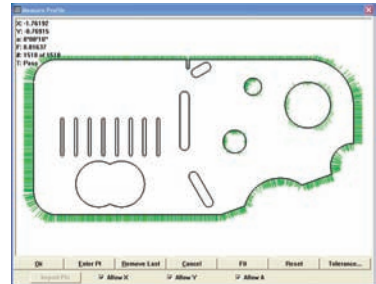 Measure Profile
X: -1.76192
Y: -0.76915
a: 0°00'10"
F: 0.01637
#: 1510 of 1510
T: Pass
Ok Enter Pt Remove Last Cancel Fit Reset Tolerance...
Import Pts Allow X Allow Y Allow A